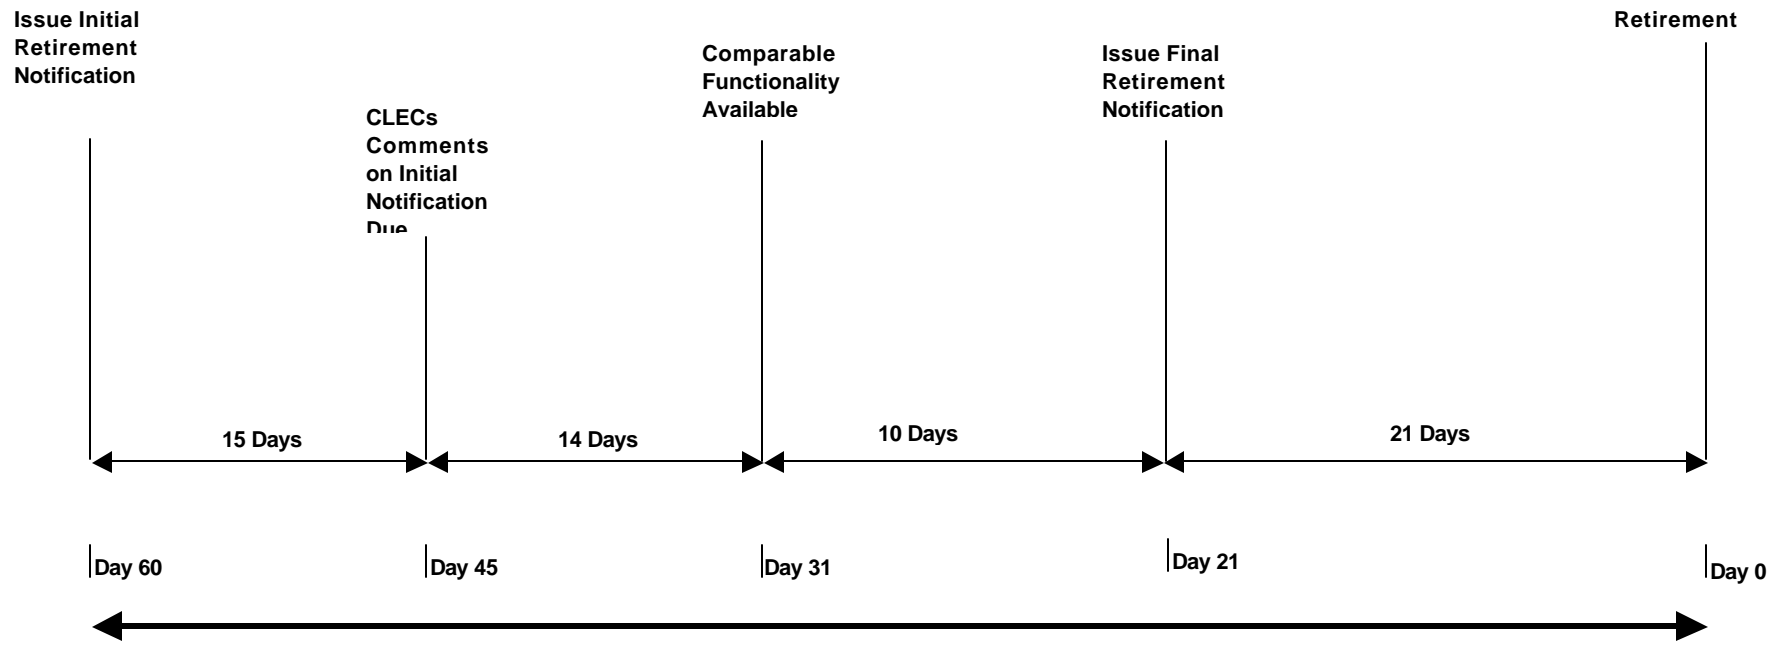 Issue Initial
Retirement
Notification
CLECs
Comments
on Initial
Notification
Due
Comparable
Functionality
Available
Issue Final
Retirement
Notification
Retirement
15 Days
14 Days
10 Days
21 Days
Day 60
Day 45
Day 31
Day 21
Day 0